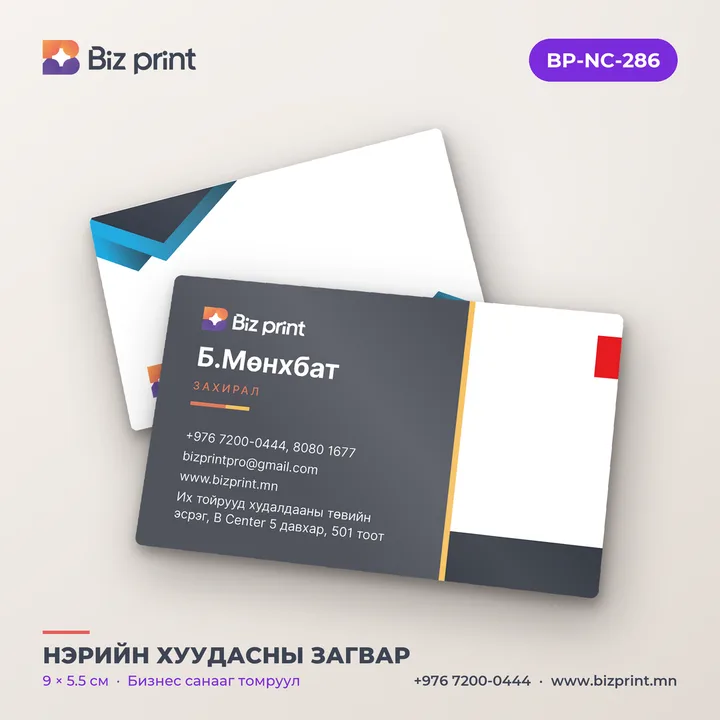 Biz print
BP-NC-286
Biz print
Б.Мөнхбат
ЗАХИРАЛ
+976 7200-0444, 8080 1677
bizprintpro@gmail.com
www.bizprint.mn
Их тойрууд худалдааны төвийн
эсрэг, B Center 5 давхар, 501 тоот
НЭРИЙН ХУУДАСНЫ ЗАГВАР
9 × 5.5 см · Бизнес санааг томруул
+976 7200-0444 · www.bizprint.mn